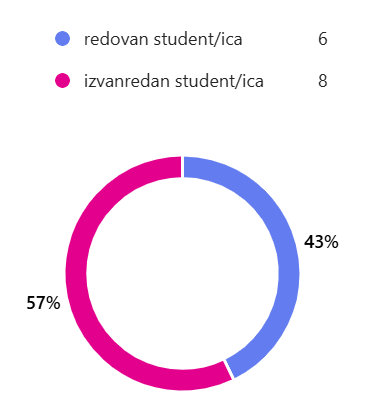 redovan student/ica 6
izvanredan student/ica 8
43%
57%